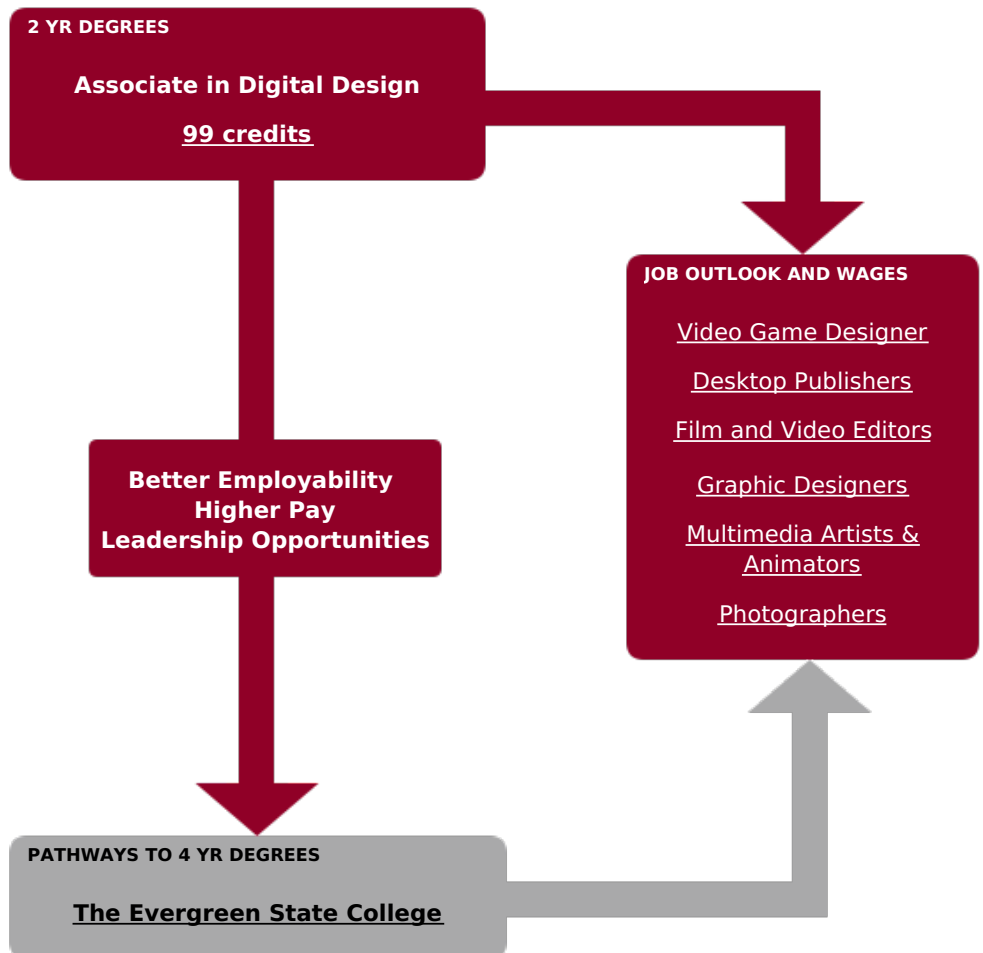 2 YR DEGREES
Associate in Digital Design
99 credits
JOB OUTLOOK AND WAGES
Video Game Designer
Desktop Publishers
Film and Video Editors
Graphic Designers
Multimedia Artists &
Animators
Photographers
Better Employability
Higher Pay
Leadership Opportunities
PATHWAYS TO 4 YR DEGREES
The Evergreen State College